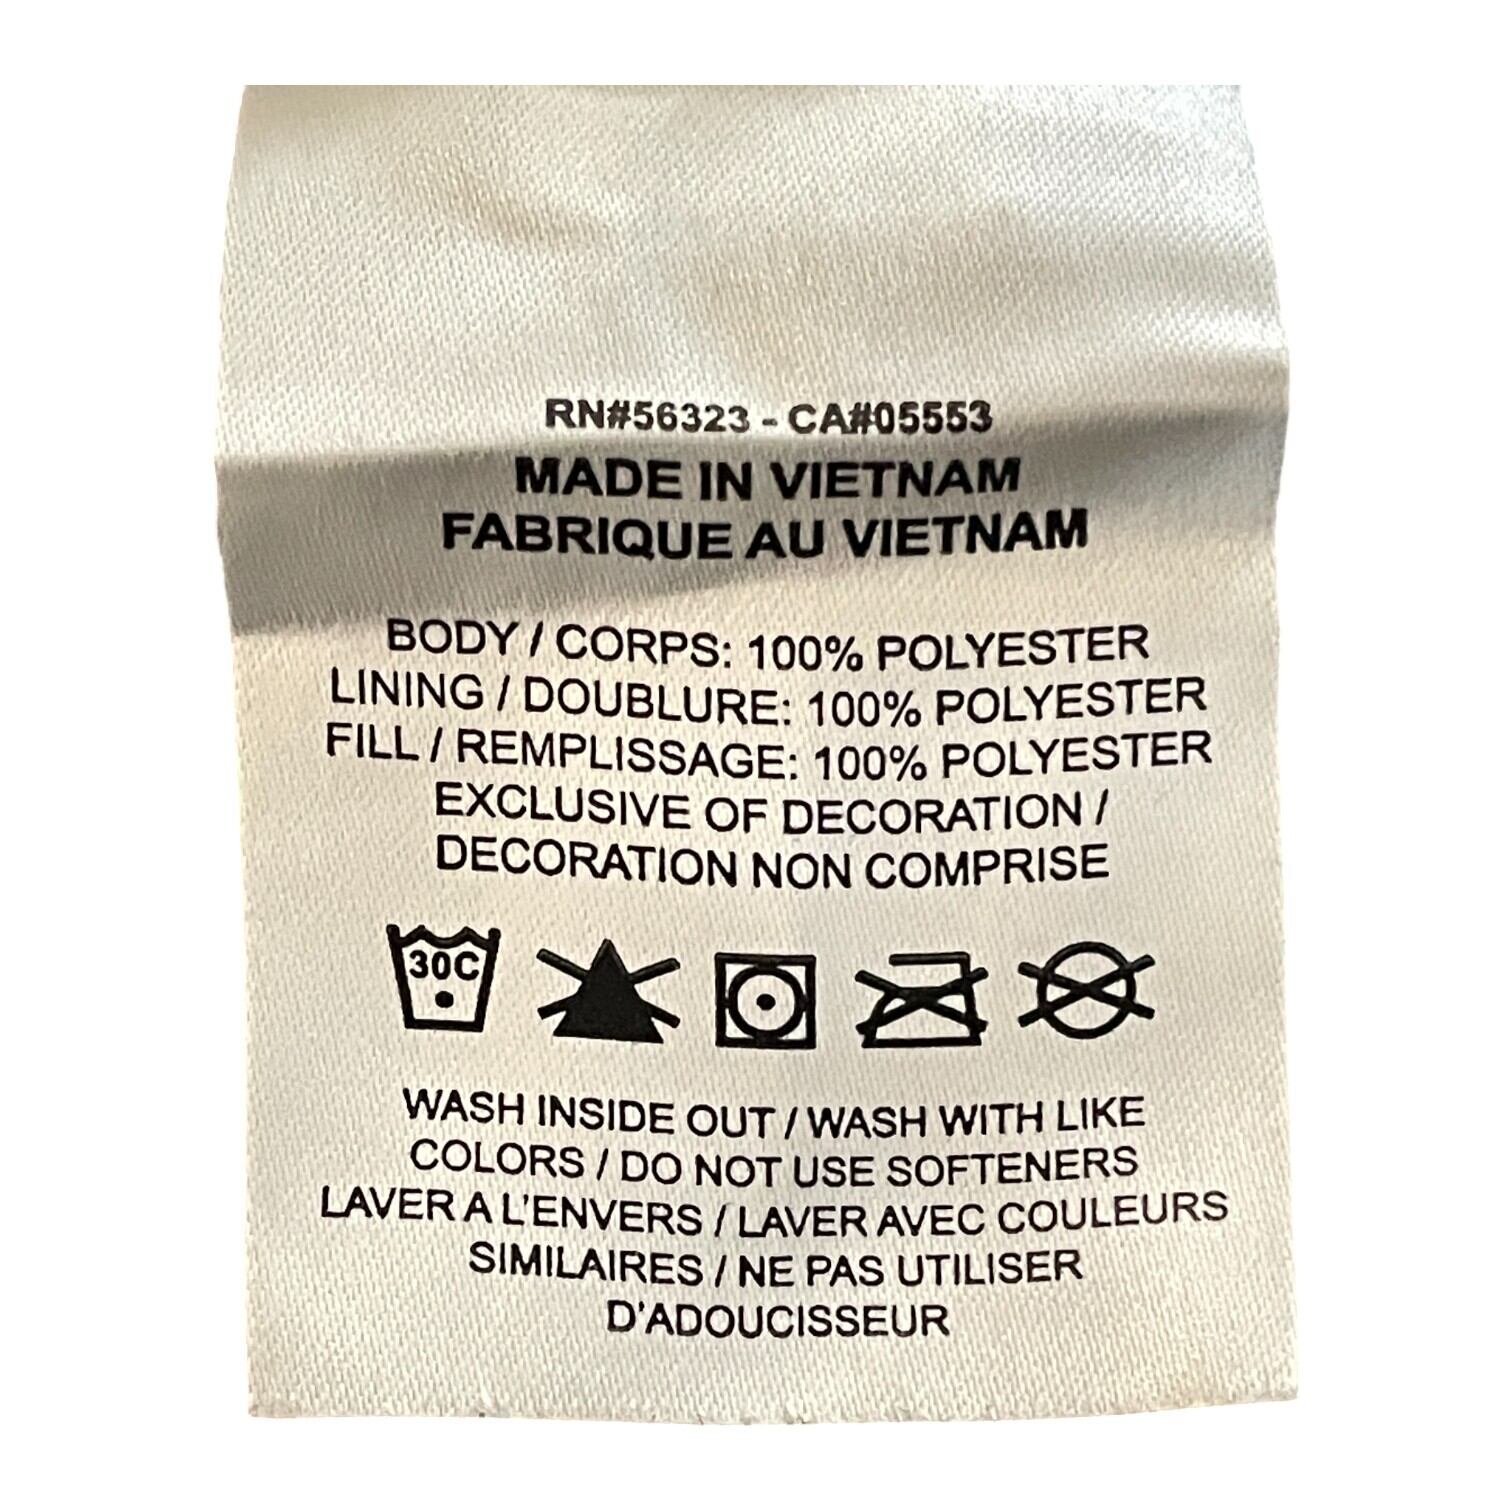 RN#56323 - CA#05553
MADE IN VIETNAM
FABRIQUE AU VIETNAM
BODY / CORPS: 100% POLYESTER
LINING / DOUBLURE: 100% POLYESTER
FILL / REMPLISSAGE: 100% POLYESTER
EXCLUSIVE OF DECORATION /
DECORATION NON COMPRISE
30C
WASH INSIDE OUT / WASH WITH LIKE
COLORS / DO NOT USE SOFTENERS
LAVER A L'ENVERS / LAVER AVEC COULEURS
SIMILAIRES / NE PAS UTILISER
D'ADOUCISSEUR